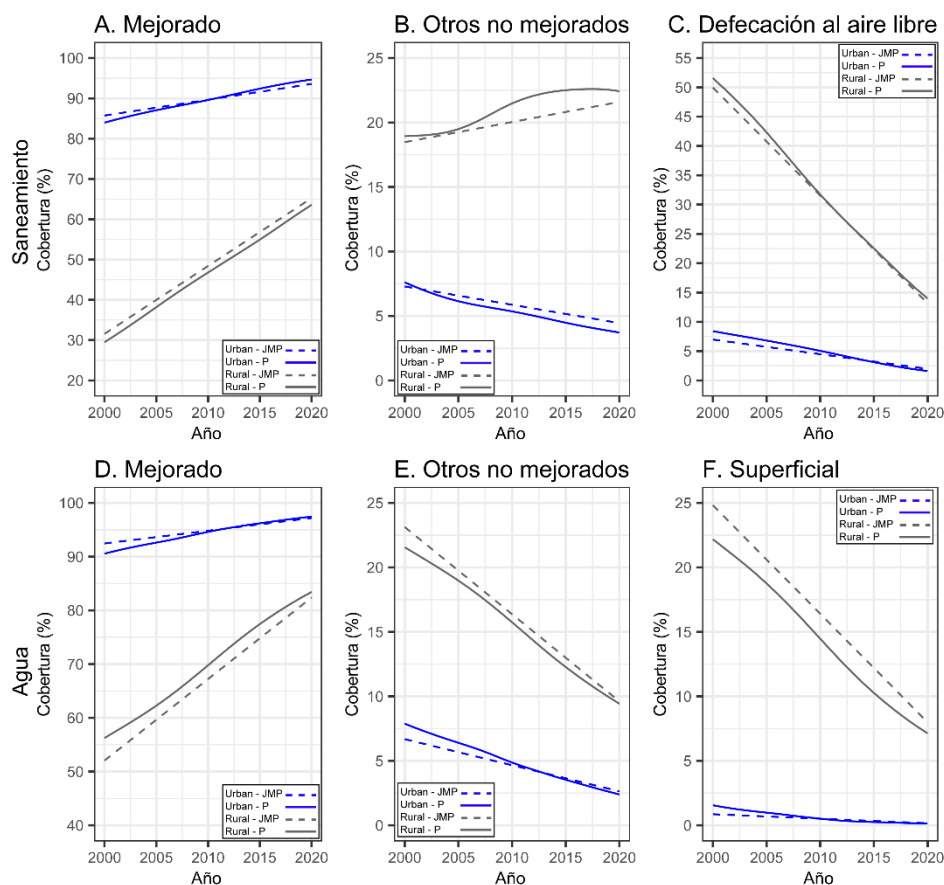 A. Mejorado
B. Otros no mejorados
C. Defecación al aire libre
Saneamiento
Cobertura (%)
100
90
80
70
60
50
40
30
20
Urban - JMP
Urban - P
Rural - JMP
Rural - P
2000 2005 2010 2015 2020
Año
Cobertura (%)
25
20
15
10
5
0
Urban - JMP
Urban - P
Rural - JMP
Rural - P
2000 2005 2010 2015 2020
Año
Cobertura (%)
55
50
45
40
35
30
25
20
15
10
5
0
Urban - JMP
Urban - P
Rural - JMP
Rural - P
2000 2005 2010 2015 2020
Año
D. Mejorado
E. Otros no mejorados
F. Superficial
Agua
Cobertura (%)
100
90
80
70
60
50
40
Urban - JMP
Urban - P
Rural - JMP
Rural - P
2000 2005 2010 2015 2020
Año
Cobertura (%)
25
20
15
10
5
0
Urban - JMP
Urban - P
Rural - JMP
Rural - P
2000 2005 2010 2015 2020
Año
Cobertura (%)
25
20
15
10
5
0
Urban - JMP
Urban - P
Rural - JMP
Rural - P
2000 2005 2010 2015 2020
Año